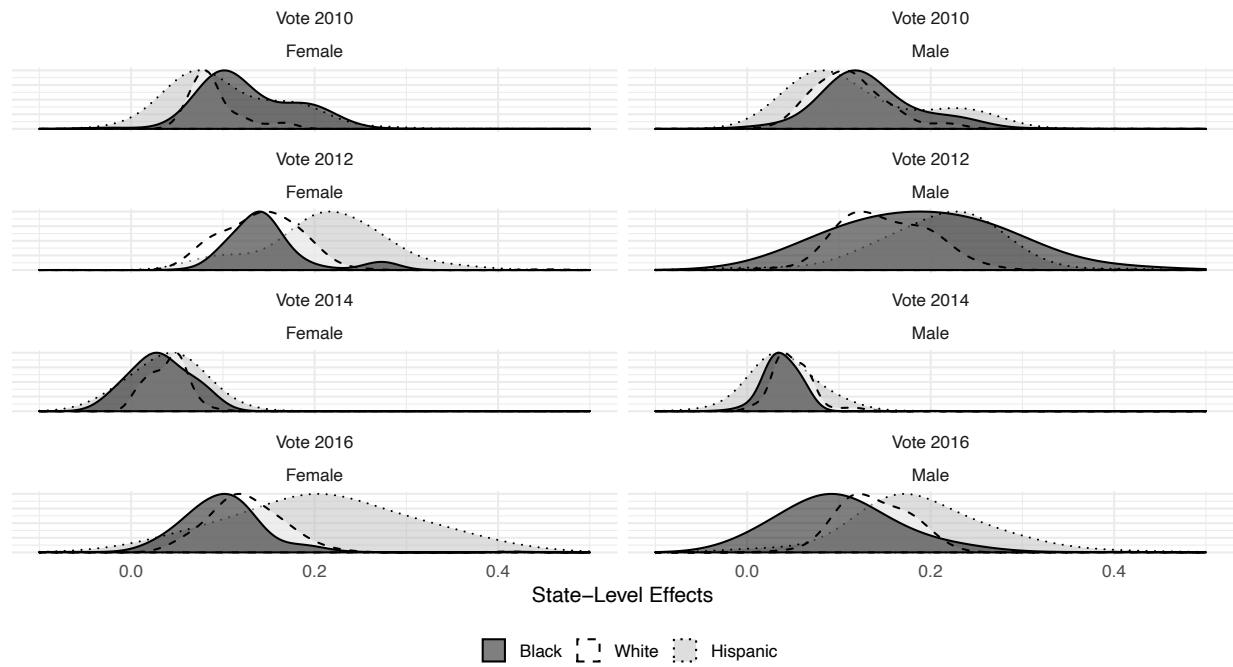 Vote 2010
Female
Vote 2010
Male
Vote 2012
Female
Vote 2012
Male
Vote 2014
Female
Vote 2014
Male
Vote 2016
Female
Vote 2016
Male
0.0 0.2 0.4 0.0 0.2 0.4
State−Level Effects
Black White Hispanic